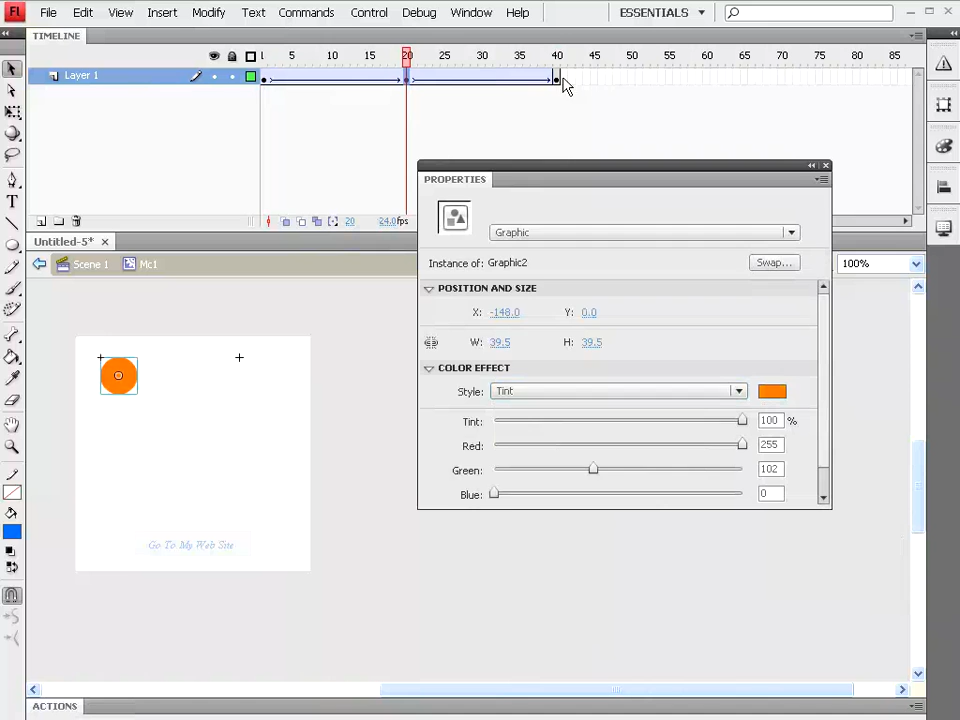 Fl File Edit View Insert Modify Text Commands Control Debug Window Help ESSENTIALS
TIMELINE
5 10 15 20 25 30 35 40 45 50 55 60 65 70 75 80 85
Layer 1
20 24.0fps
PROPERTIES
Graphic
Untitled-5*
Scene 1 Mc1
Instance of: Graphic2 Swap...
100%
POSITION AND SIZE
X: -148.0 Y: 0.0
W: 39.5 H: 39.5
COLOR EFFECT
Style: Tint
Tint: 100 %
Red: 255
Green: 102
Blue: 0
Go To My Web Site
ACTIONS